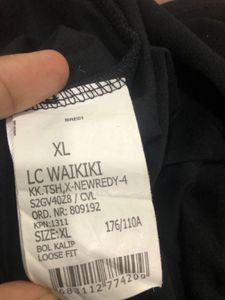 XL
LC WAIKIKI
KK.TSH,X-NEWREDY-4
S2GV40Z8 / CVL
ORD. NR: 809192
KPN:1311
SIZE:XL 176/110A
BOL KALIP
LOOSE FIT